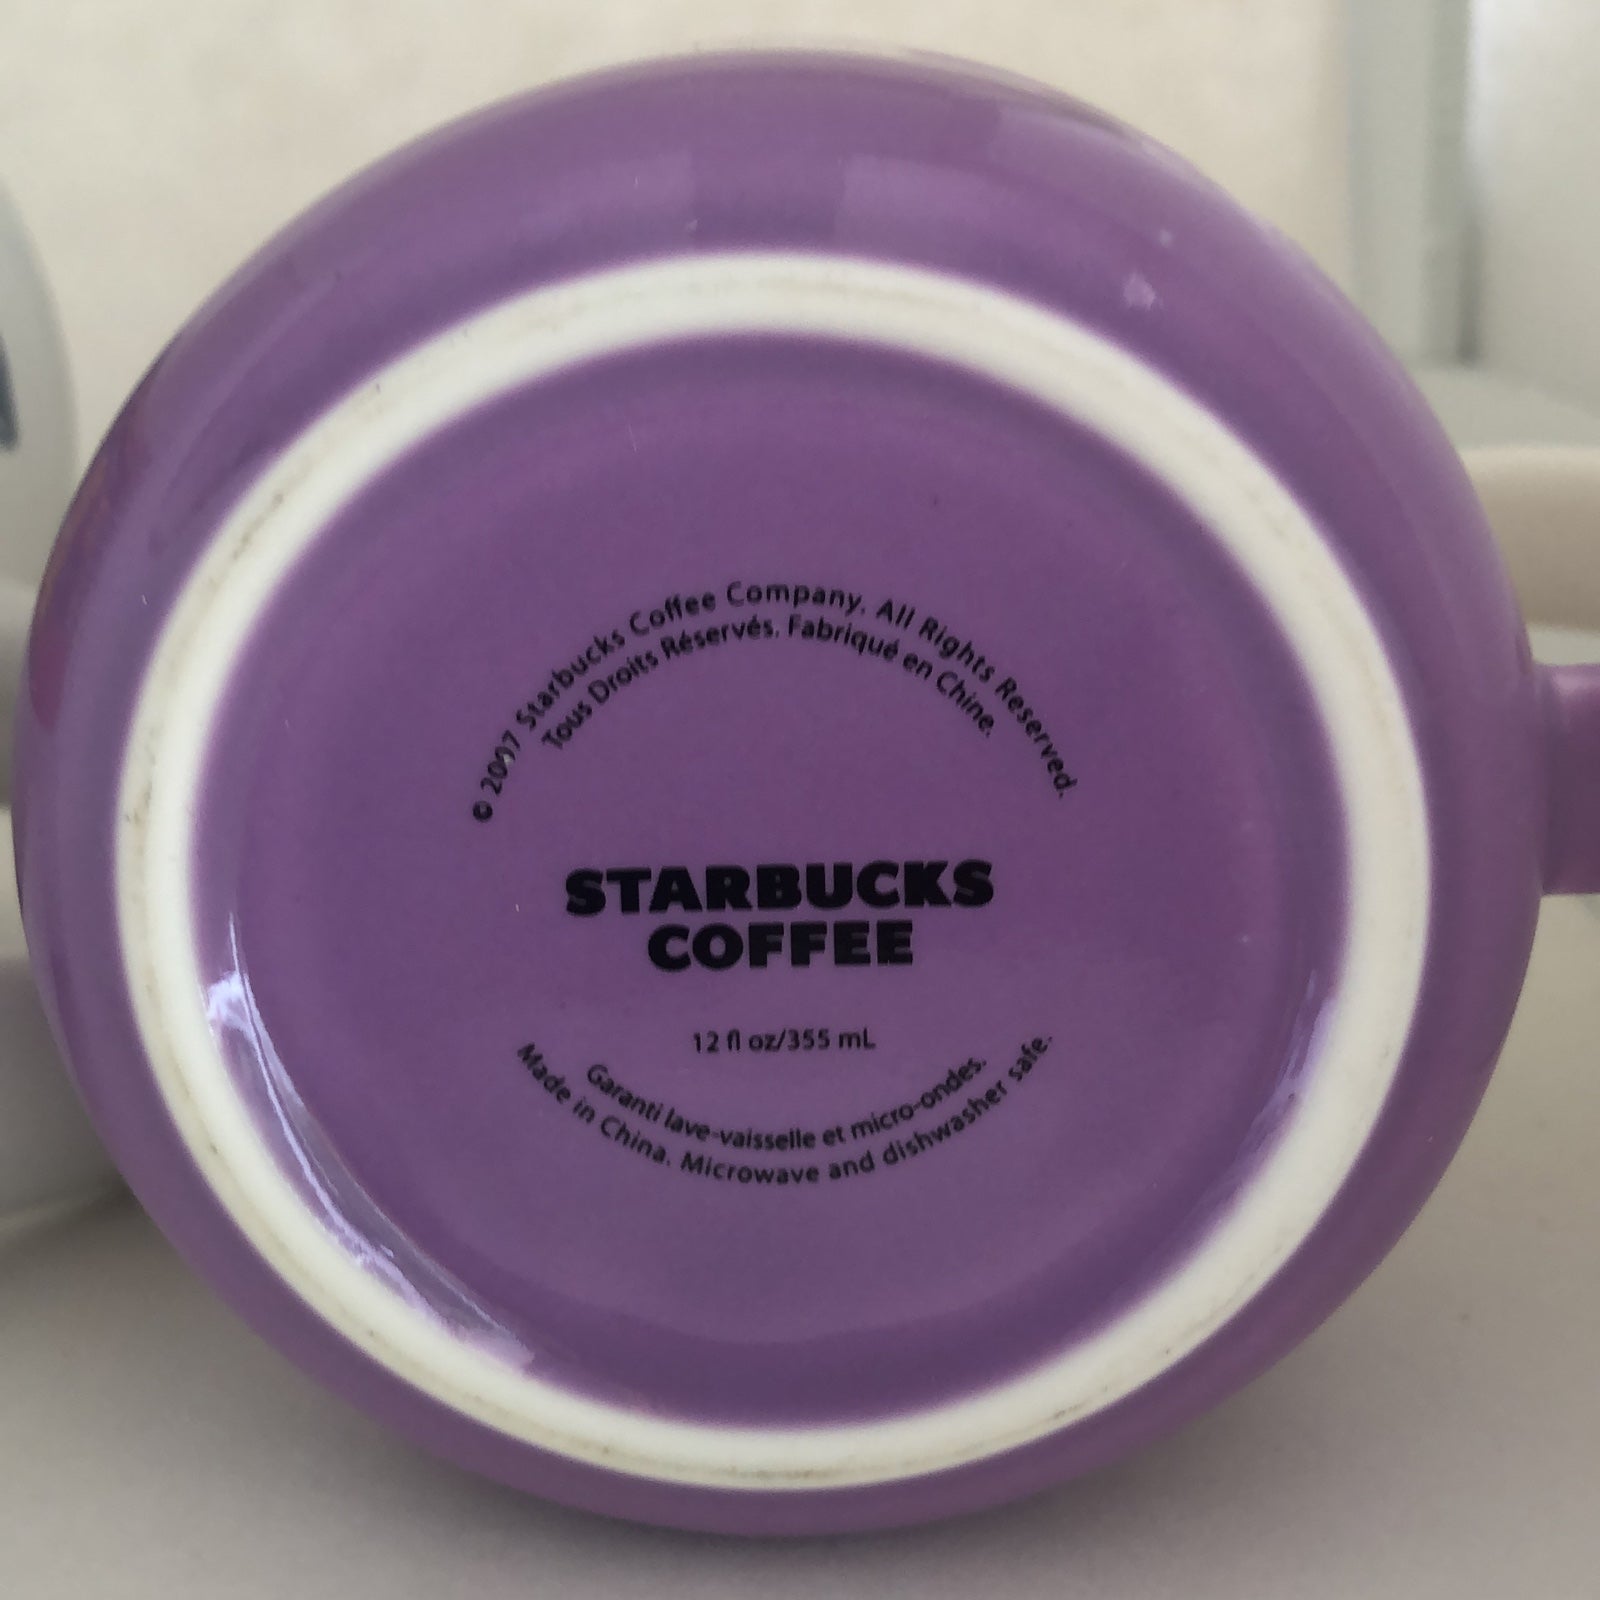 © 2007 Starbucks Coffee Company. All Rights Reserved.
Tous Droits Réservés. Fabriqué en Chine.
STARBUCKS
COFFEE
12 fl oz/355 mL
Garanti lave-vaisselle et micro-ondes.
Made in China. Microwave and dishwasher safe.